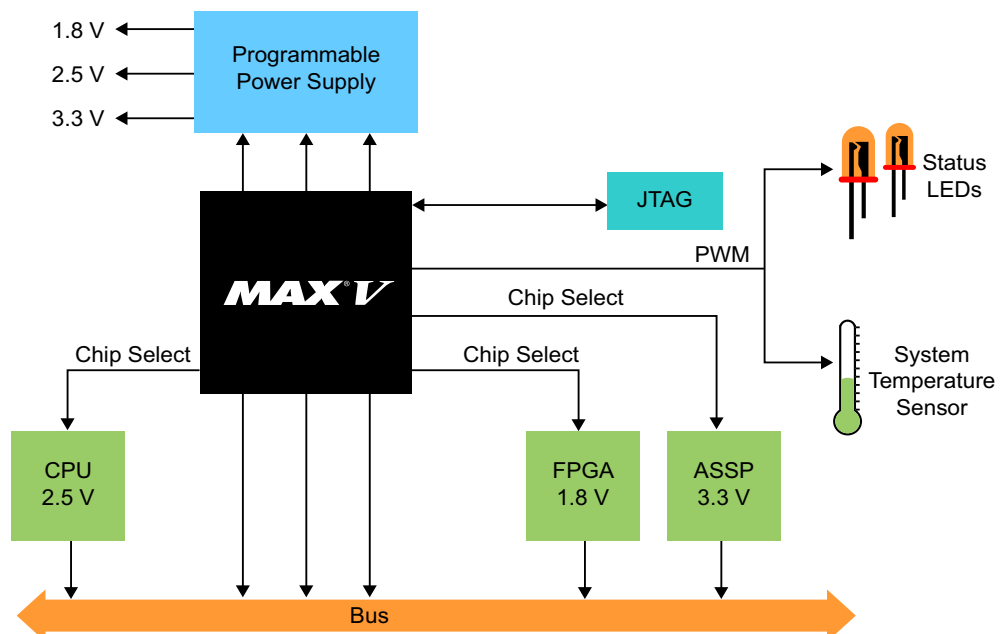 1.8 V
2.5 V
3.3 V
Programmable
Power Supply
JTAG
Status
LEDs
PWM
MAX® V
Chip Select
Chip Select
Chip Select
System
Temperature
Sensor
CPU
2.5 V
FPGA
1.8 V
ASSP
3.3 V
Bus